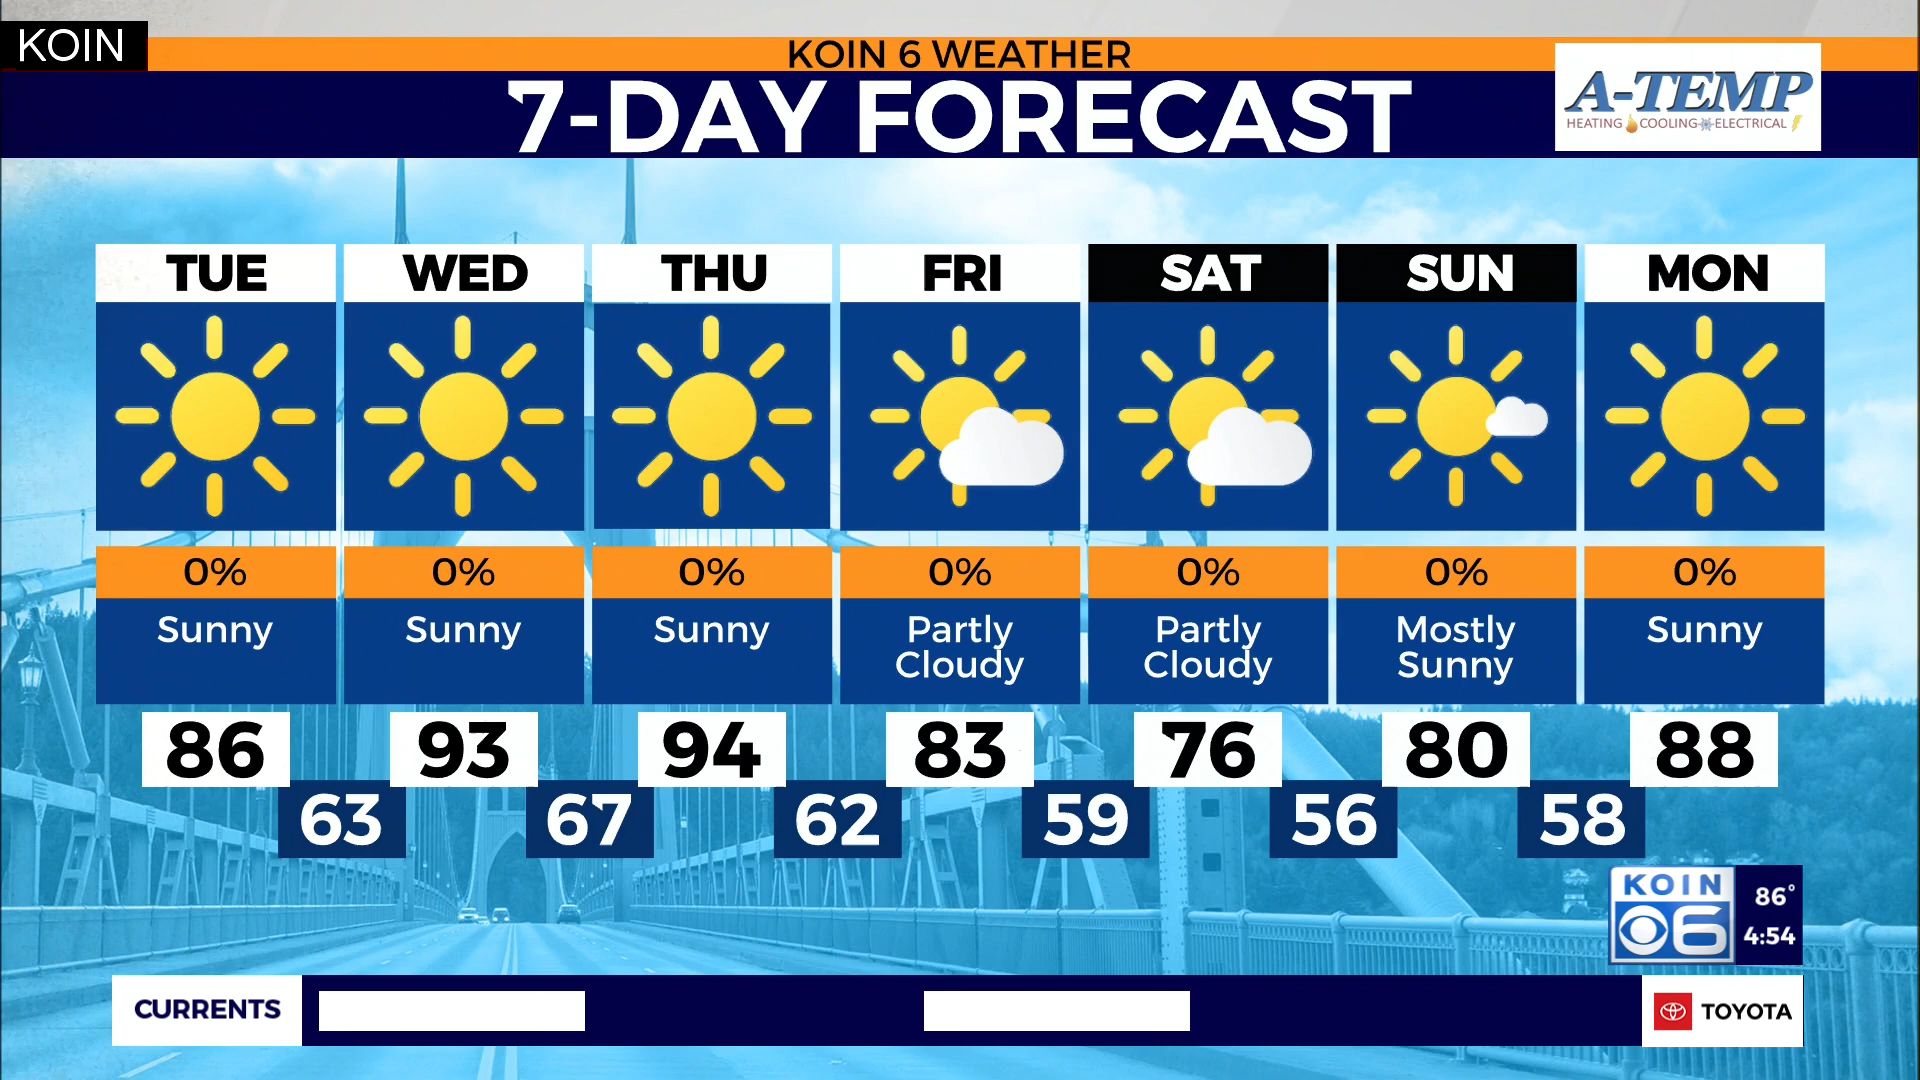 KOIN
KOIN 6 WEATHER
7-DAY FORECAST
A-TEMP
HEATING COOLING ELECTRICAL
TUE WED THU FRI SAT SUN MON
0% 0% 0% 0% 0% 0% 0%
Sunny Sunny Sunny Partly Cloudy Partly Cloudy Mostly Sunny Sunny
86 93 94 83 76 80 88
63 67 62 59 56 58
KOIN
6
86°
4:54
CURRENTS
TOYOTA